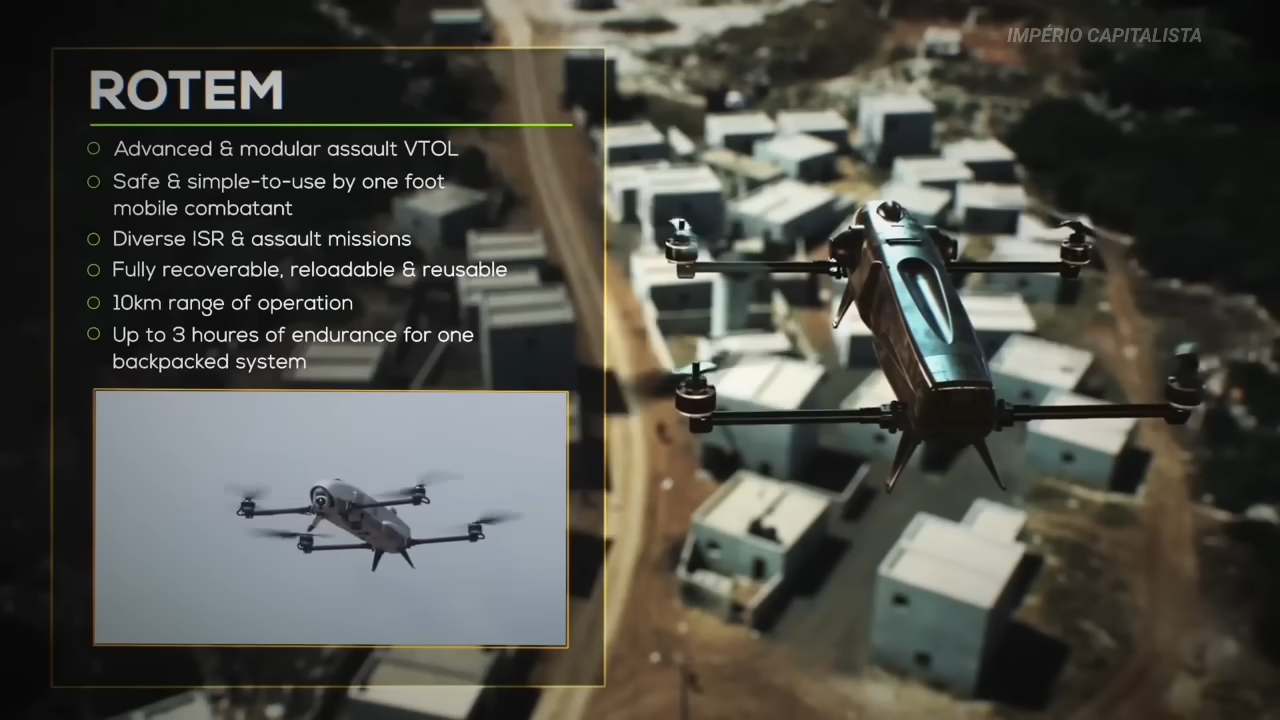 IMPÉRIO CAPITALISTA
ROTEM
Advanced & modular assault VTOL
Safe & simple-to-use by one foot
mobile combatant
Diverse ISR & assault missions
Fully recoverable, reloadable & reusable
10km range of operation
Up to 3 houres of endurance for one
backpacked system